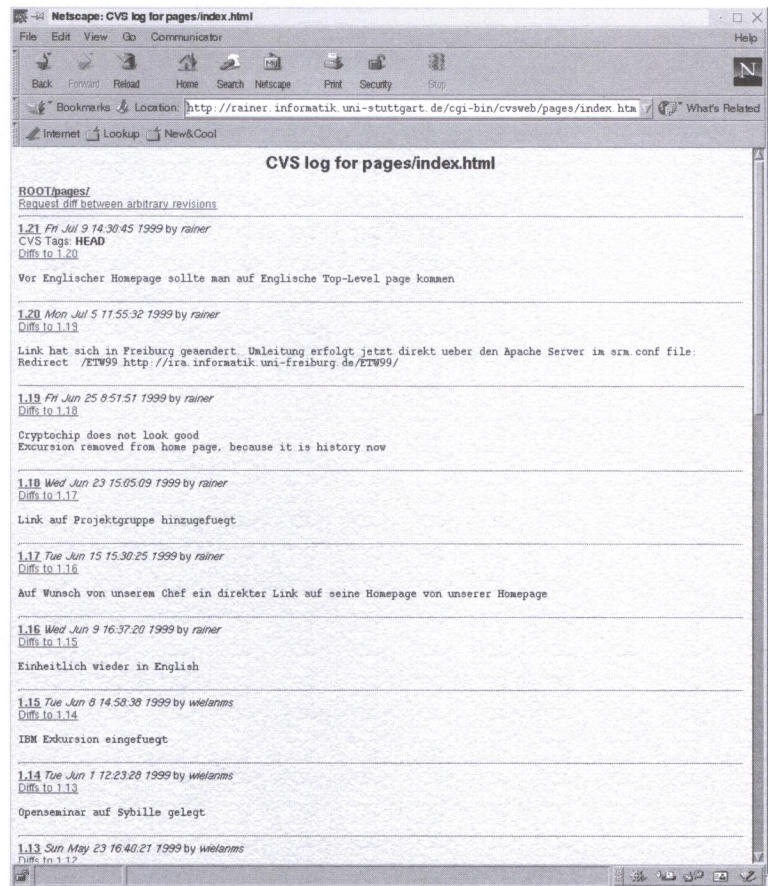 Netscape: CVS log for pages/index.html
File Edit View Go Communicator Help
Back Forward Reload Home Search Netscape Print Security Stop
My
N
Bookmarks Location: http://rainer.informatik.uni-stuttgart.de/cgi-bin/cvsweb/pages/index.htm What's Related
Internet Lookup New&Cool
CVS log for pages/index.html
ROOT/pages/
Request diff between arbitrary revisions
1.21 Fri Jul 9 14:30:45 1999 by rainer
CVS Tags: HEAD
Diffs to 1.20
Vor Englischer Homepage sollte man auf Englische Top-Level page kommen
1.20 Mon Jul 5 11:55:32 1999 by rainer
Diffs to 1.19
Link hat sich in Freiburg geaendert. Umleitung erfolgt jetzt direkt ueber den Apache Server im srm.conf file:
Redirect /ETW99 http://ira.informatik.uni-freiburg.de/ETW99/
1.19 Fri Jun 25 8:51:51 1999 by rainer
Diffs to 1.18
Cryptochip does not look good
Excursion removed from home page, because it is history now
1.18 Wed Jun 23 15:05:09 1999 by rainer
Diffs to 1.17
Link auf Projektgruppe hinzugefuegt
1.17 Tue Jun 15 15:30:25 1999 by rainer
Diffs to 1.16
Auf Wunsch von unserem Chef ein direkter Link auf seine Homepage von unserer Homepage
1.16 Wed Jun 9 16:37:20 1999 by rainer
Diffs to 1.15
Einheitlich wieder in English
1.15 Tue Jun 8 14:58:38 1999 by wielanms
Diffs to 1.14
IBM Exkursion eingefuegt
1.14 Tue Jun 1 12:23:28 1999 by wielanms
Diffs to 1.13
Openseminar auf Sybille gelegt
1.13 Sun May 23 16:40:21 1999 by wielanms
Diffs to 1.12